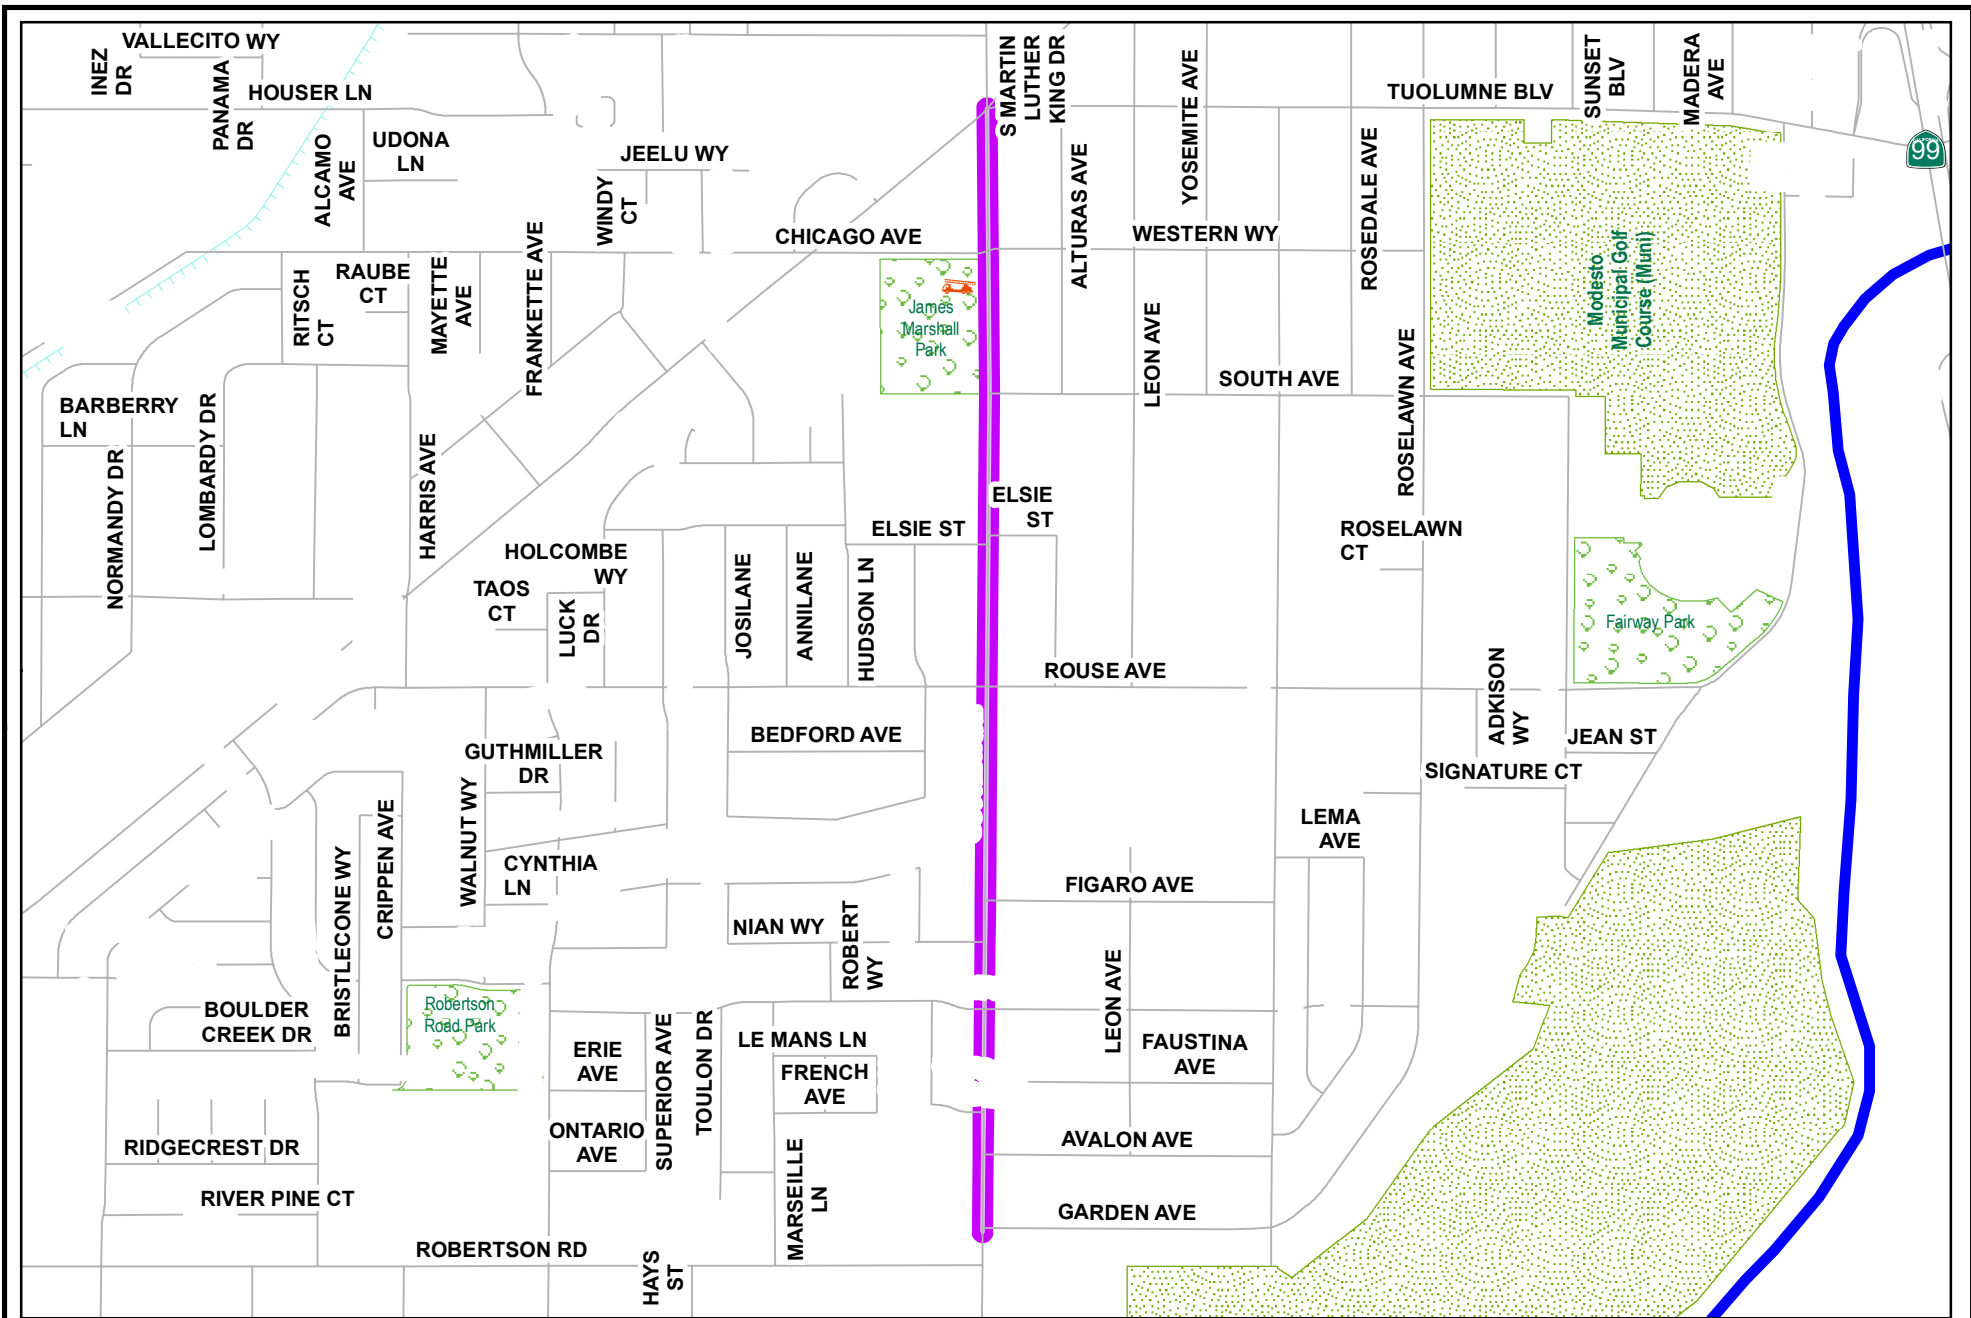 VALLECITO WY
INEZ
DR
PANAMA
DR
HOUSER LN
S MARTIN
LUTHER
KING DR
YOSEMITE AVE
TUOLUMNE BLV
SUNSET
BLV
MADERA
AVE
CALIFORNIA
99
ALCAMO
AVE
UDONA
LN
JEELU WY
WINDY
CT
ALTURAS AVE
ROSEDALE AVE
CHICAGO AVE
WESTERN WY
FRANKETTE AVE
RITSCH
CT
RAUBE
CT
MAYETTE
AVE
James
Marshall
Park
Modesto
Municipal Golf
Course (Muni)
LEON AVE
SOUTH AVE
ROSELAWN AVE
BARBERRY
LN
NORMANDY DR
LOMBARDY DR
HARRIS AVE
ELSIE
ST
ELSIE ST
ROSELAWN
CT
HOLCOMBE
WY
TAOS
CT
LUCK
DR
JOSILANE
ANNILANE
HUDSON LN
Fairway Park
ROUSE AVE
ADKISON
WY
BEDFORD AVE
JEAN ST
GUTHMILLER
DR
SIGNATURE CT
WALNUT WY
CRIPPEN AVE
BRISTLECONE WY
LEMA
AVE
CYNTHIA
LN
FIGARO AVE
NIAN WY
ROBERT
WY
LEON AVE
Robertson
Road Park
BOULDER
CREEK DR
SUPERIOR AVE
TOULON DR
LE MANS LN
FAUSTINA
AVE
ERIE
AVE
FRENCH
AVE
ONTARIO
AVE
AVALON AVE
RIDGECREST DR
MARSEILLE
LN
RIVER PINE CT
GARDEN AVE
ROBERTSON RD
HAYS
ST